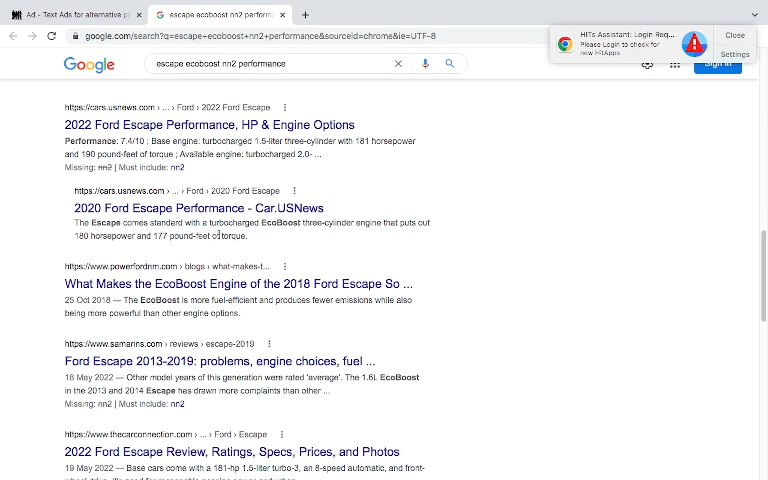 Ad - Text Ads for alternative pr
escape ecoboost nn2 perform
google.com/search?q=escape+ecoboost+nn2+performance&sourceid=chrome&ie=UTF-8
HITs Assistant: Login Req...
Please Login to check for
new HitApps
Close
Settings
Google
escape ecoboost nn2 performance
Sign in
https://cars.usnews.com › ... › Ford › 2022 Ford Escape
2022 Ford Escape Performance, HP & Engine Options
Performance: 7.4/10 ; Base engine: turbocharged 1.5-liter three-cylinder with 181 horsepower
and 190 pound-feet of torque ; Available engine: turbocharged 2.0- ...
Missing: nn2 | Must include: nn2
https://cars.usnews.com › ... › Ford › 2020 Ford Escape
2020 Ford Escape Performance - Car.USNews
The Escape comes standard with a turbocharged EcoBoost three-cylinder engine that puts out
180 horsepower and 177 pound-feet of torque.
https://www.powerfordnm.com › blogs › what-makes-t...
What Makes the EcoBoost Engine of the 2018 Ford Escape So ...
25 Oct 2018 — The EcoBoost is more fuel-efficient and produces fewer emissions while also
being more powerful than other engine options.
https://www.samarins.com › reviews › escape-2019
Ford Escape 2013-2019: problems, engine choices, fuel ...
18 May 2022 — Other model years of this generation were rated 'average'. The 1.6L EcoBoost
in the 2013 and 2014 Escape has drawn more complaints than other ...
Missing: nn2 | Must include: nn2
https://www.thecarconnection.com › ... › Ford › Escape
2022 Ford Escape Review, Ratings, Specs, Prices, and Photos
19 May 2022 — Base cars come with a 181-hp 1.5-liter turbo-3, an 8-speed automatic, and front-